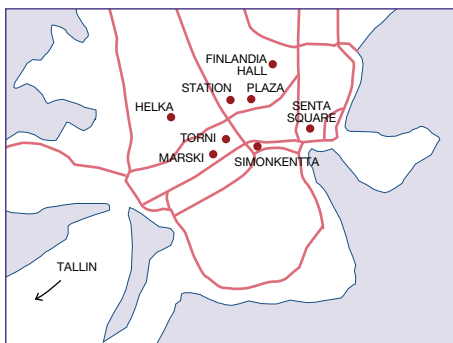 FINLANDIA
HALL
STATION
PLAZA
HELKA
SENTA
SQUARE
TORNI
MARSKI
SIMONKENTTA
TALLIN